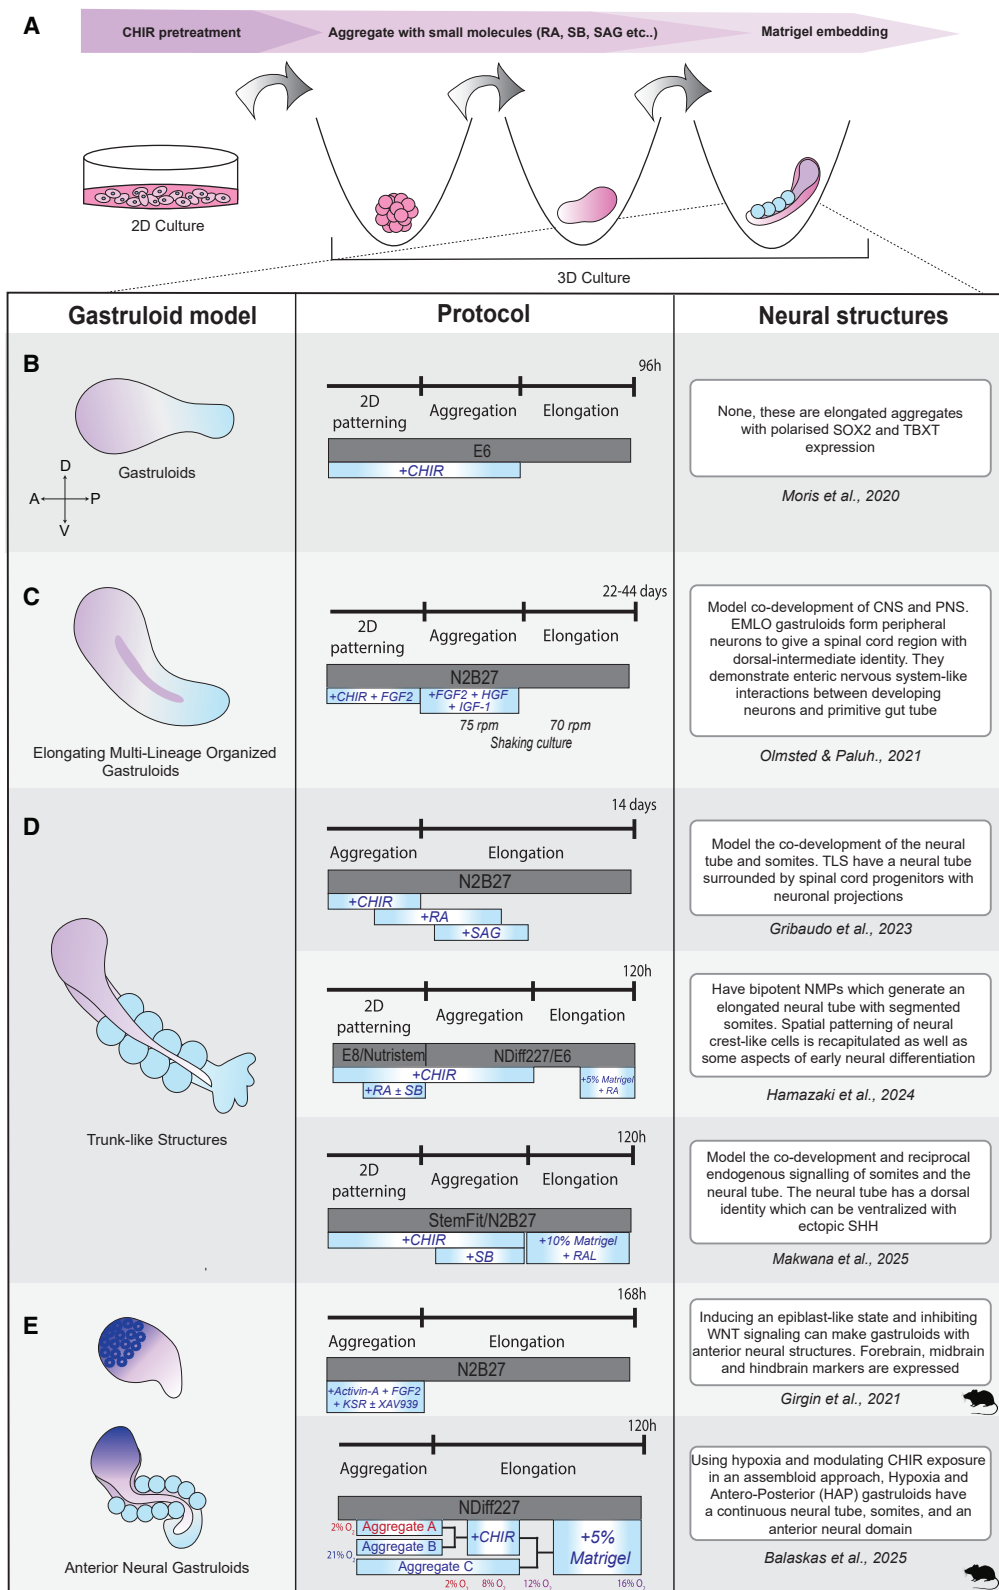 A
CHIR pretreatment
Aggregate with small molecules (RA, SB, SAG etc..)
Matrigel embedding
2D Culture
3D Culture
Gastruloid model
Protocol
Neural structures
B
D
A
P
V
Gastruloids
96h
2D
patterning
Aggregation
Elongation
E6
+CHIR
None, these are elongated aggregates
with polarised SOX2 and TBXT
expression
Moris et al., 2020
C
Elongating Multi-Lineage Organized
Gastruloids
22-44 days
2D
patterning
Aggregation
Elongation
N2B27
+CHIR + FGF2
+FGF2 + HGF
+ IGF-1
75 rpm
70 rpm
Shaking culture
Model co-development of CNS and PNS.
EMLO gastruloids form peripheral
neurons to give a spinal cord region with
dorsal-intermediate identity. They
demonstrate enteric nervous system-like
interactions between developing
neurons and primitive gut tube
Olmsted & Paluh., 2021
D
Trunk-like Structures
14 days
Aggregation
Elongation
N2B27
+CHIR
+RA
+SAG
Model the co-development of the neural
tube and somites. TLS have a neural tube
surrounded by spinal cord progenitors with
neuronal projections
Gribaudo et al., 2023
120h
2D
patterning
Aggregation
Elongation
E8/Nutristem
NDiff227/E6
+CHIR
+RA ± SB
+5% Matrigel
+ RA
Have bipotent NMPs which generate an
elongated neural tube with segmented
somites. Spatial patterning of neural
crest-like cells is recapitulated as well as
some aspects of early neural differentiation
Hamazaki et al., 2024
120h
2D
patterning
Aggregation
Elongation
StemFit/N2B27
+CHIR
+SB
+10% Matrigel
+ RAL
Model the co-development and reciprocal
endogenous signalling of somites and the
neural tube. The neural tube has a dorsal
identity which can be ventralized with
ectopic SHH
Makwana et al., 2025
E
Anterior Neural Gastruloids
168h
Aggregation
Elongation
N2B27
+Activin-A + FGF2
+ KSR ± XAV939
Inducing an epiblast-like state and inhibiting
WNT signaling can make gastruloids with
anterior neural structures. Forebrain, midbrain
and hindbrain markers are expressed
Girgin et al., 2021
120h
Aggregation
Elongation
NDiff227
2% O2
Aggregate A
21% O2
Aggregate B
Aggregate C
+CHIR
+5%
Matrigel
2% O2
8% O2
12% O2
16% O2
Using hypoxia and modulating CHIR exposure
in an assembloid approach, Hypoxia and
Antero-Posterior (HAP) gastruloids have
a continuous neural tube, somites, and an
anterior neural domain
Balaskas et al., 2025